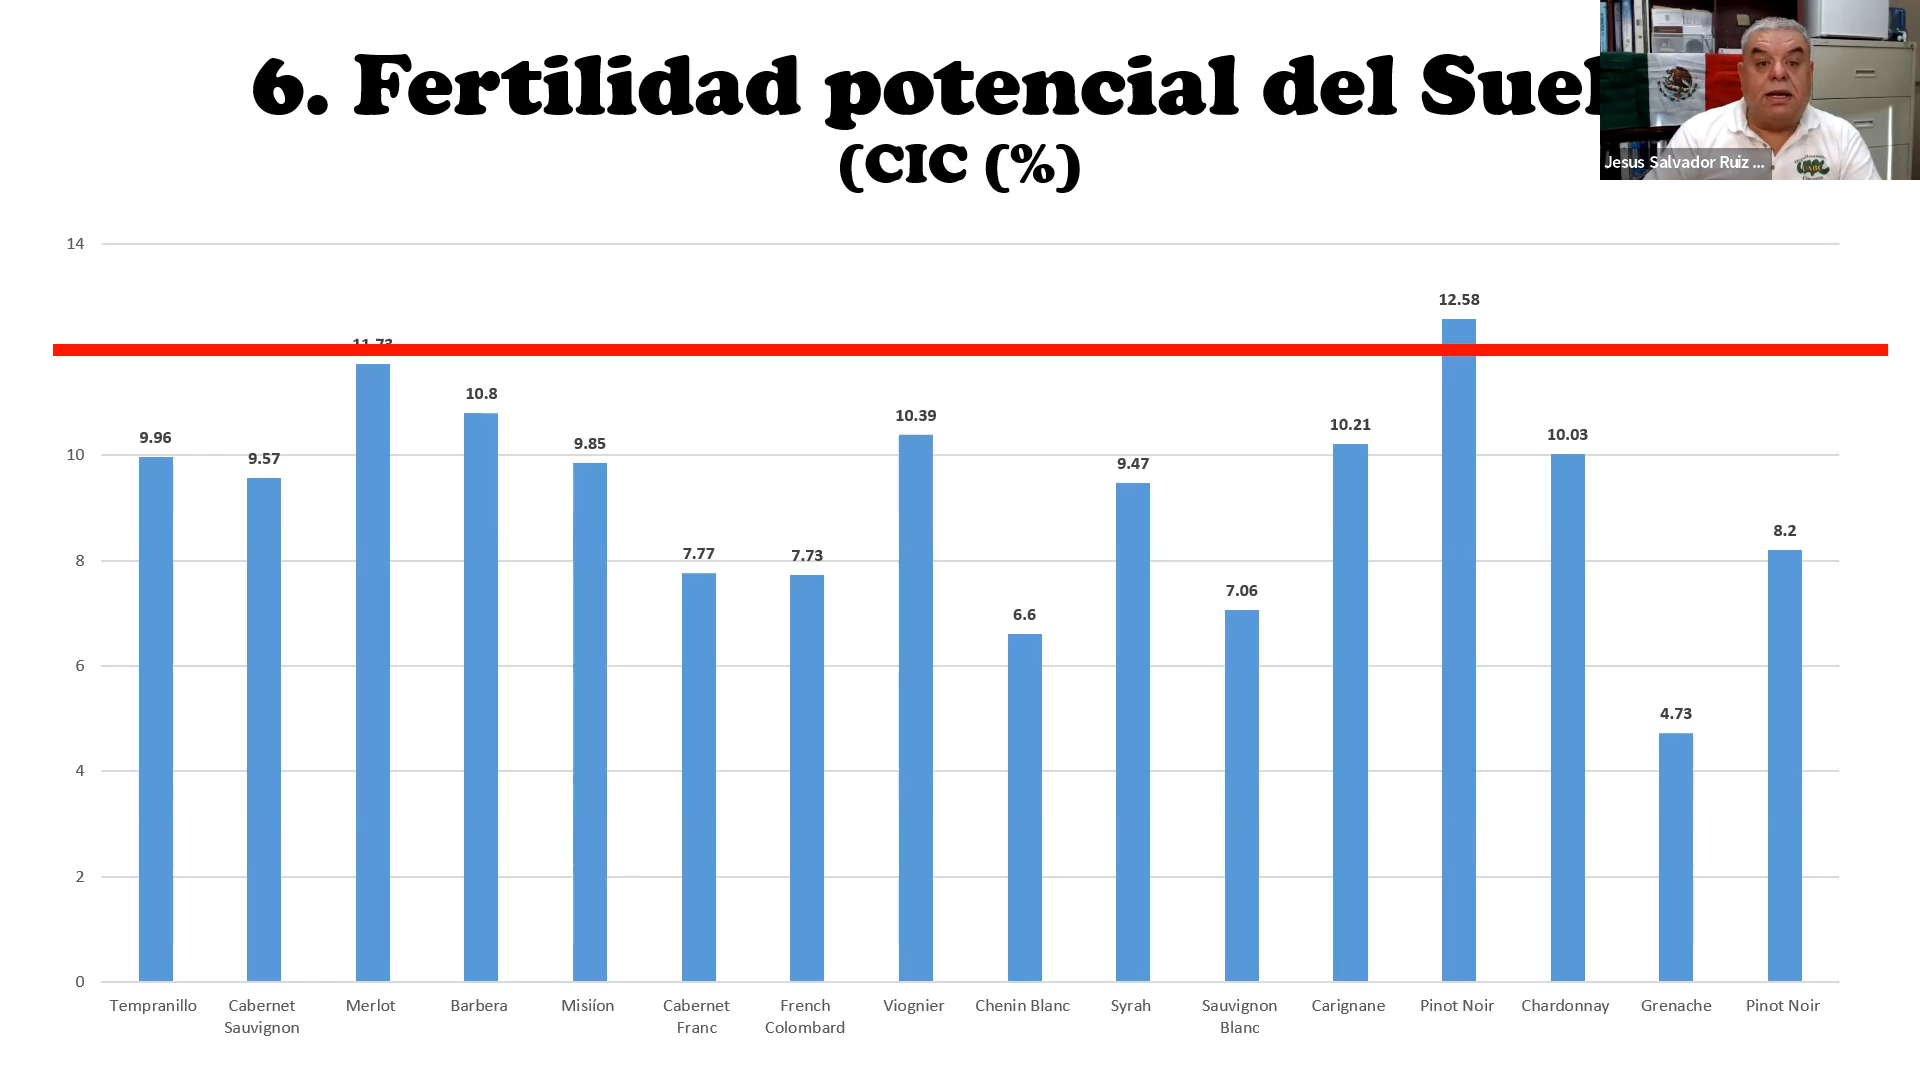 6. Fertilidad potencial del Suel
(CIC (%)
Jesus Salvador Ruiz ...
14
12.58
11.73
10.8
10.39
10.21
10.03
9.96
9.85
9.57
9.47
10
8.2
7.77
7.73
7.06
8
6.6
6
4.73
4
2
0
Tempranillo
Cabernet
Sauvignon
Merlot
Barbera
Misiíon
Cabernet
Franc
French
Colombard
Viognier
Chenin Blanc
Syrah
Sauvignon
Blanc
Carignane
Pinot Noir
Chardonnay
Grenache
Pinot Noir